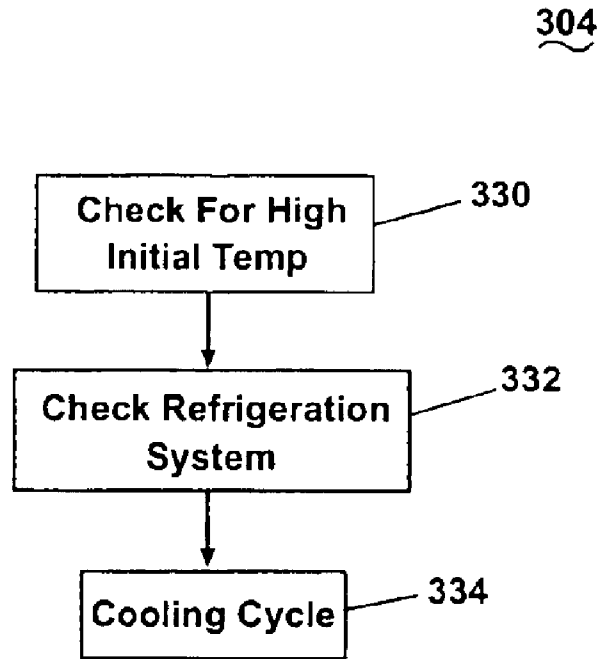 304
Check For High
Initial Temp
330
Check Refrigeration
System
332
Cooling Cycle
334